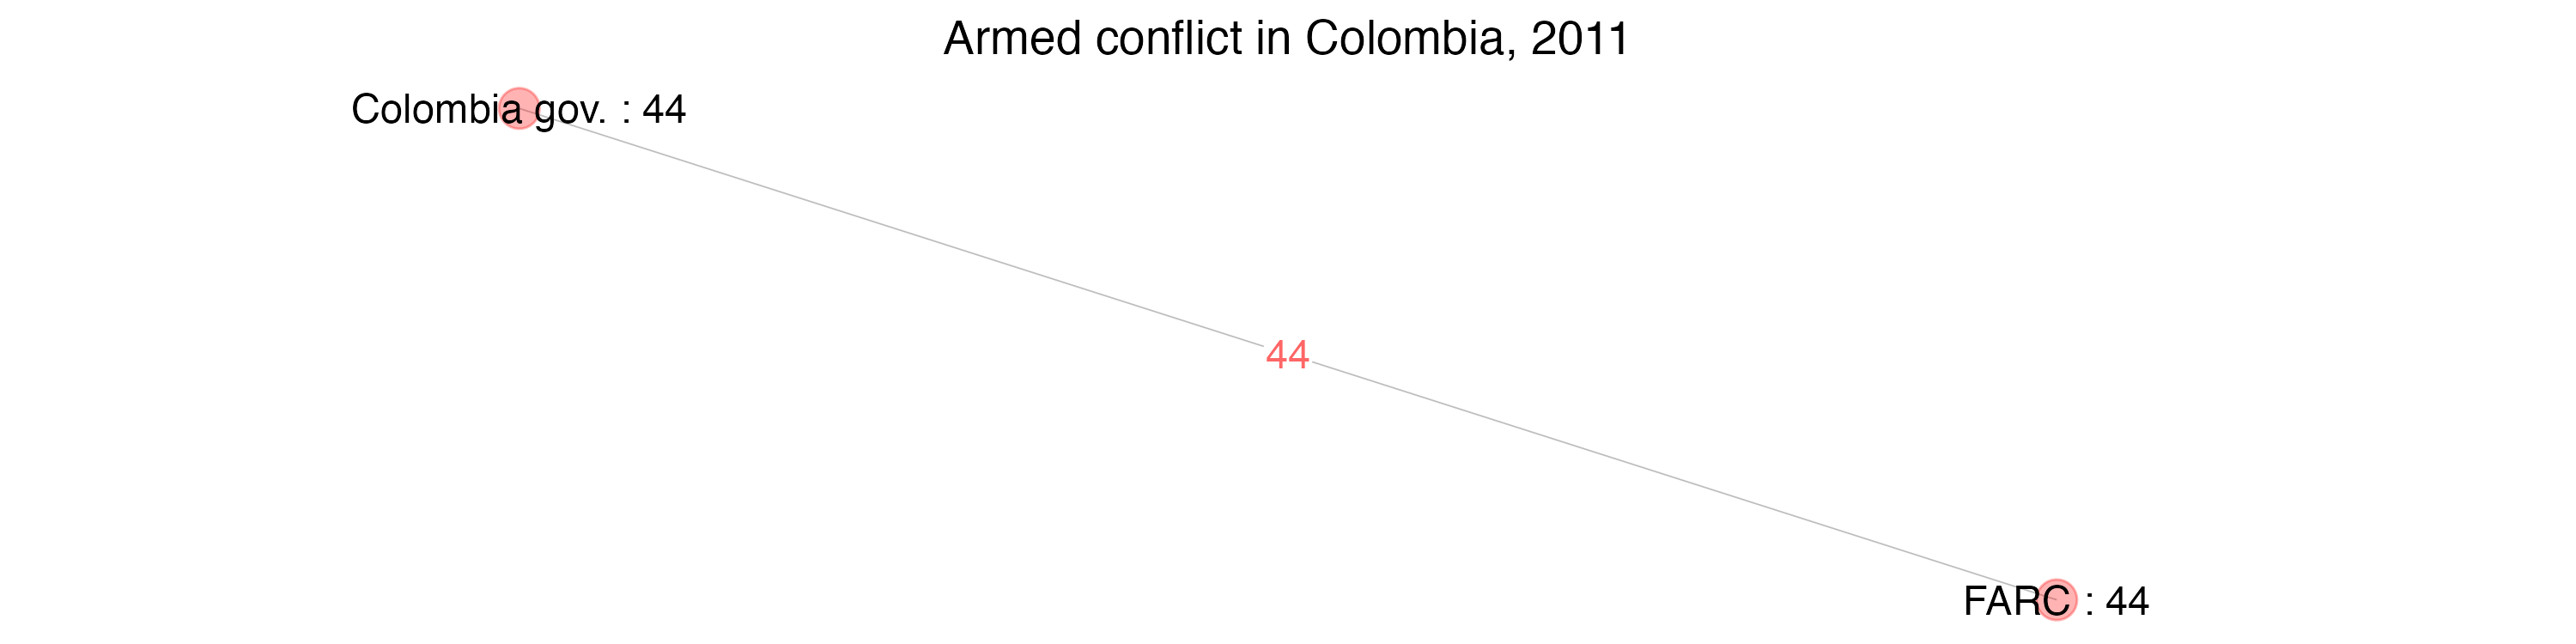 Armed conflict in Colombia, 2011
Colombia gov. : 44
44
FARC : 44